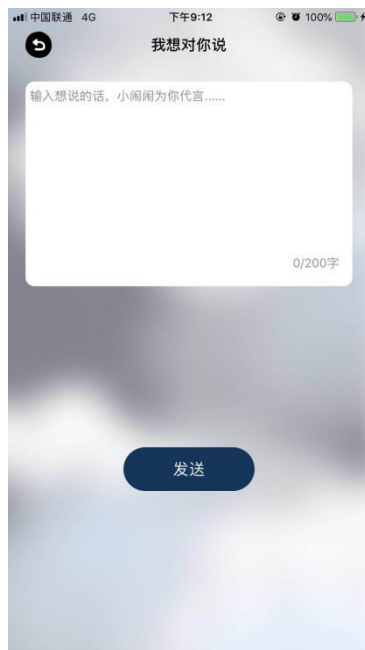 中国联通 4G 下午9:12 100%
我想对你说
输入想说的话，小闹闹为你代言......
0/200字
发送